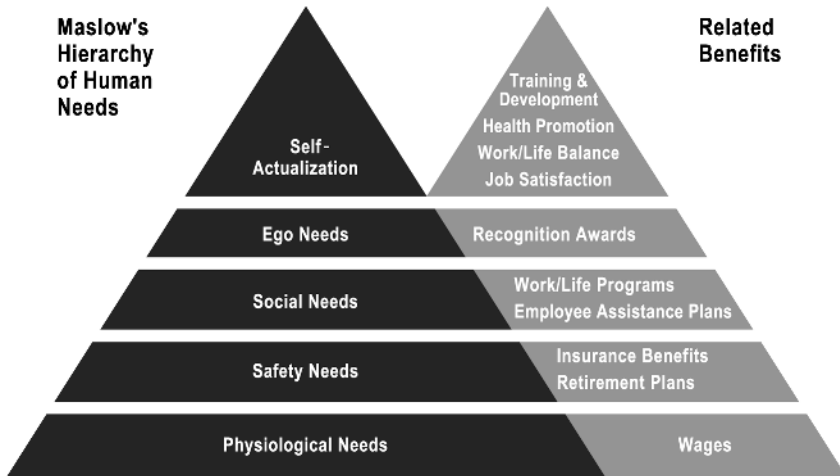 Maslow's
Hierarchy
of Human
Needs
Related
Benefits
Self-
Actualization
Training &
Development
Health Promotion
Work/Life Balance
Job Satisfaction
Ego Needs
Recognition Awards
Social Needs
Work/Life Programs
Employee Assistance Plans
Safety Needs
Insurance Benefits
Retirement Plans
Physiological Needs
Wages